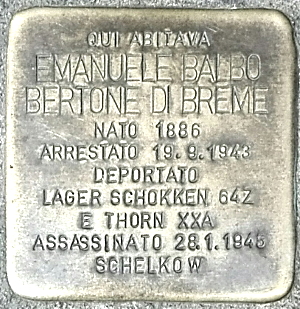 QUI ABITAVA
EMANUELE BALBO
BERTONE DI BREME
NATO 1886
ARRESTATO 19.9.1943
DEPORTATO
LAGER SCHOKKEN 64Z
E THORN XXA
ASSASSINATO 28.1.1945
SCHELKOW